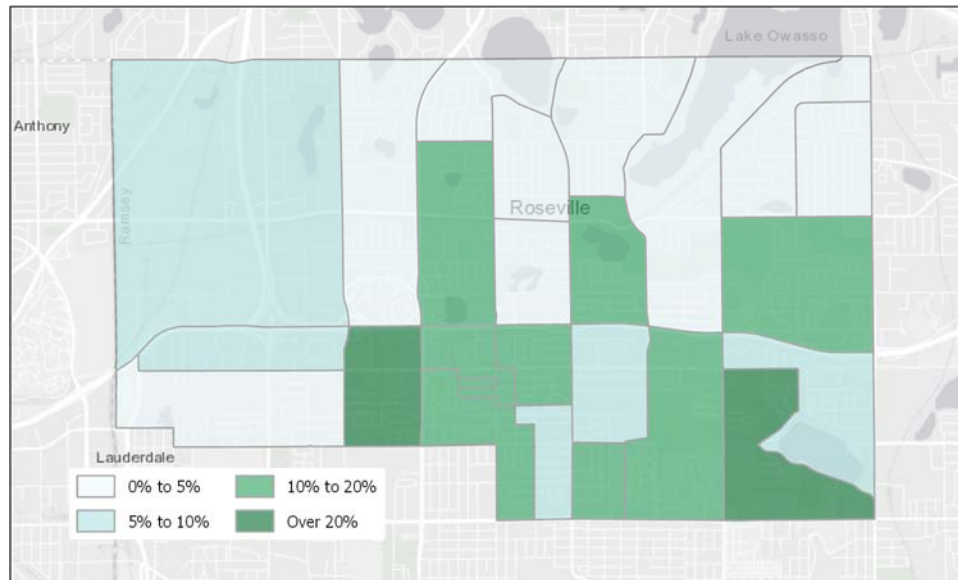 Lake Owasso
Anthony
Ramsey
Roseville
Lauderdale
0% to 5%
10% to 20%
5% to 10%
Over 20%